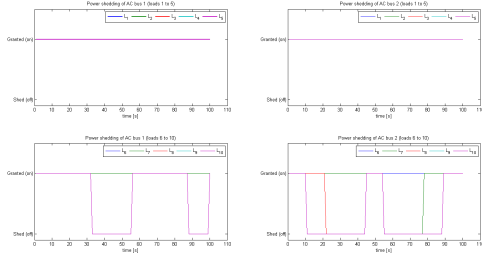 Power shedding of AC bus 1 (loads 1 to 5)
L1 L2 L3 L4 L5
Granted (on)
Shed (off)
0 10 20 30 40 50 60 70 80 90 100 110
time [s]
Power shedding of AC bus 2 (loads 1 to 5)
L1 L2 L3 L4 L5
Granted (on)
Shed (off)
0 10 20 30 40 50 60 70 80 90 100 110
time [s]
Power shedding of AC bus 1 (loads 6 to 10)
L6 L7 L8 L9 L10
Granted (on)
Shed (off)
0 10 20 30 40 50 60 70 80 90 100 110
time [s]
Power shedding of AC bus 2 (loads 6 to 10)
L6 L7 L8 L9 L10
Granted (on)
Shed (off)
0 10 20 30 40 50 60 70 80 90 100 110
time [s]